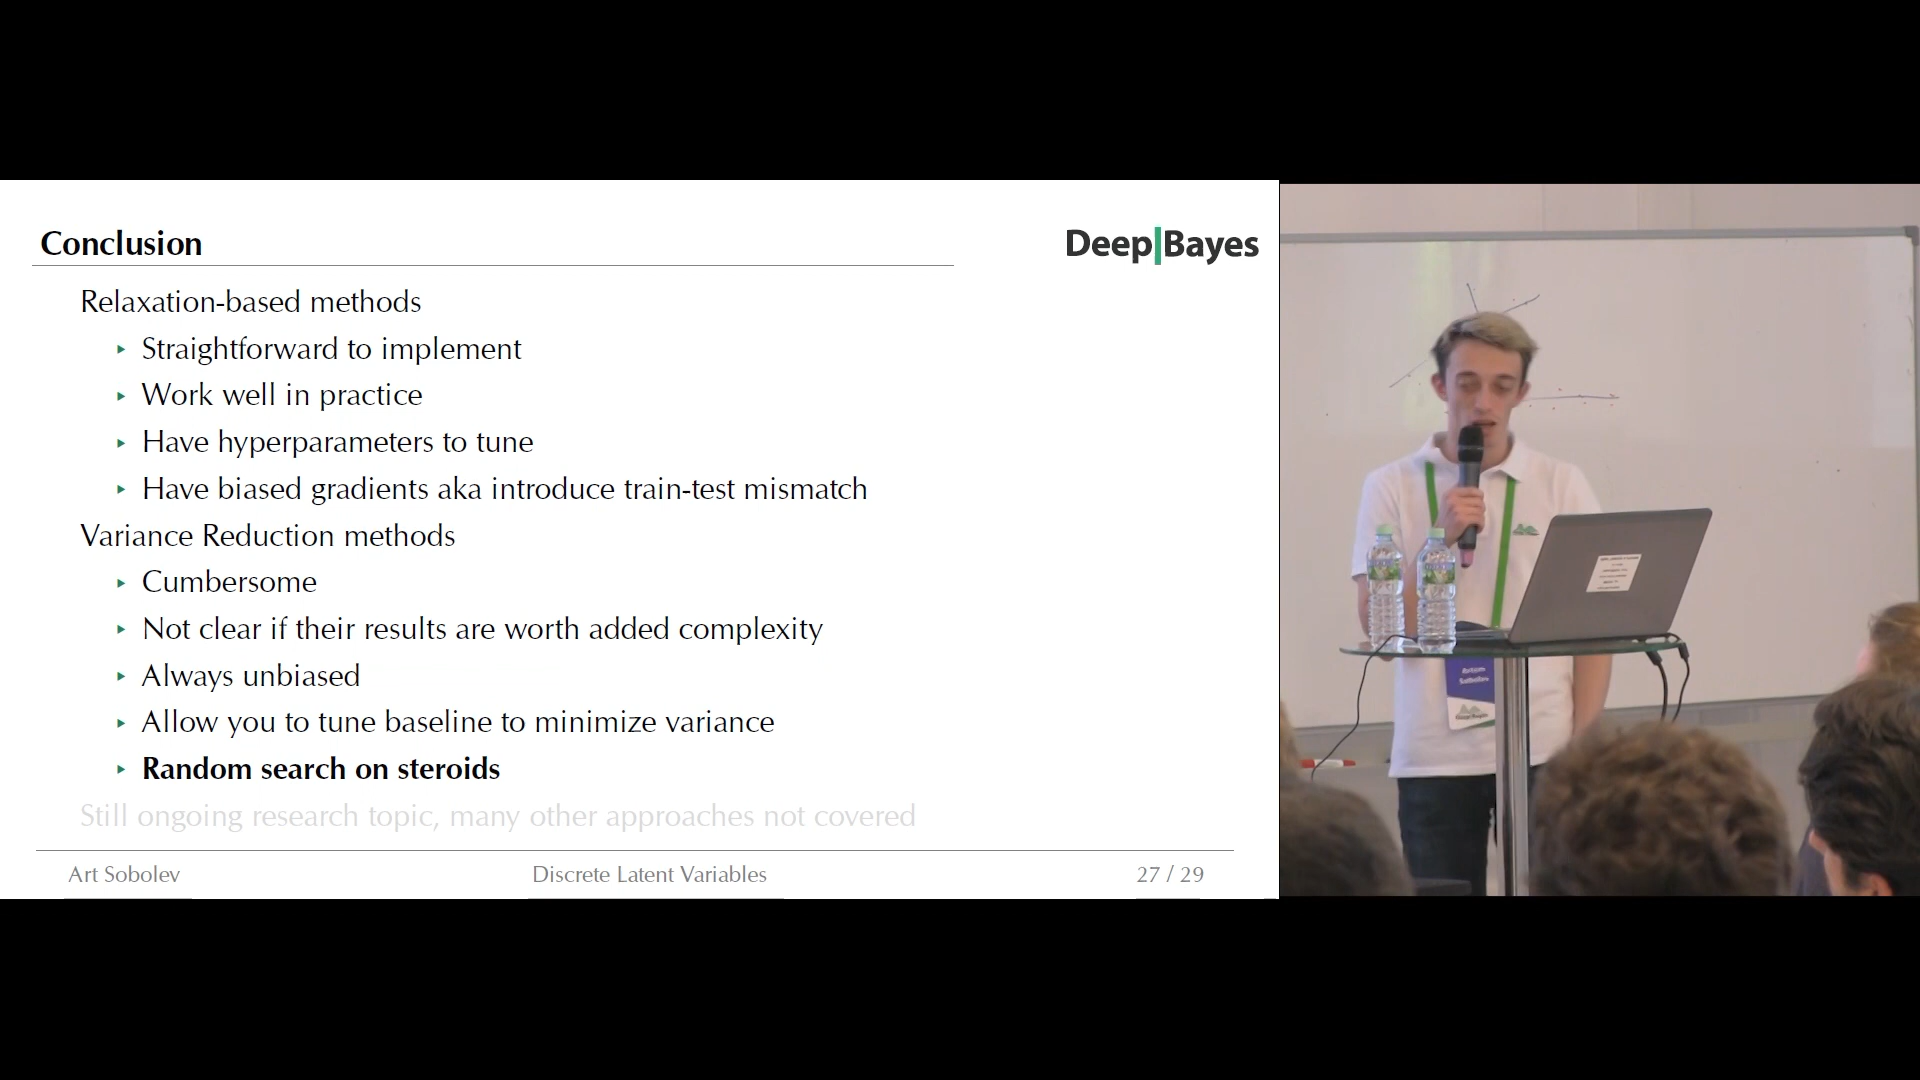 Conclusion
Deep|Bayes
Relaxation-based methods
Straightforward to implement
Work well in practice
Have hyperparameters to tune
Have biased gradients aka introduce train-test mismatch
Variance Reduction methods
Cumbersome
Not clear if their results are worth added complexity
Always unbiased
Allow you to tune baseline to minimize variance
Random search on steroids
Still ongoing research topic, many other approaches not covered
Art Sobolev
Discrete Latent Variables
27 / 29